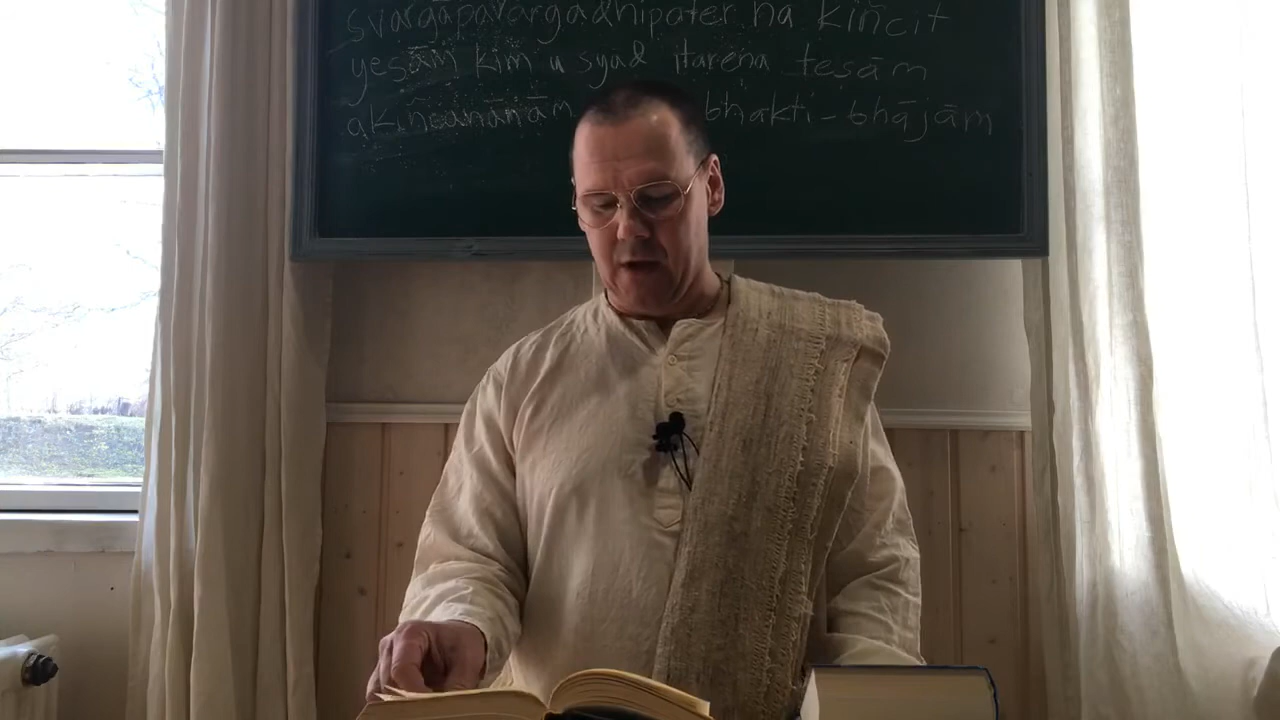 svargāpavargādhipater na kiñcit
yeṣām kim u syād itareṇa teṣām
akiñcanānām bhakti-bhājām